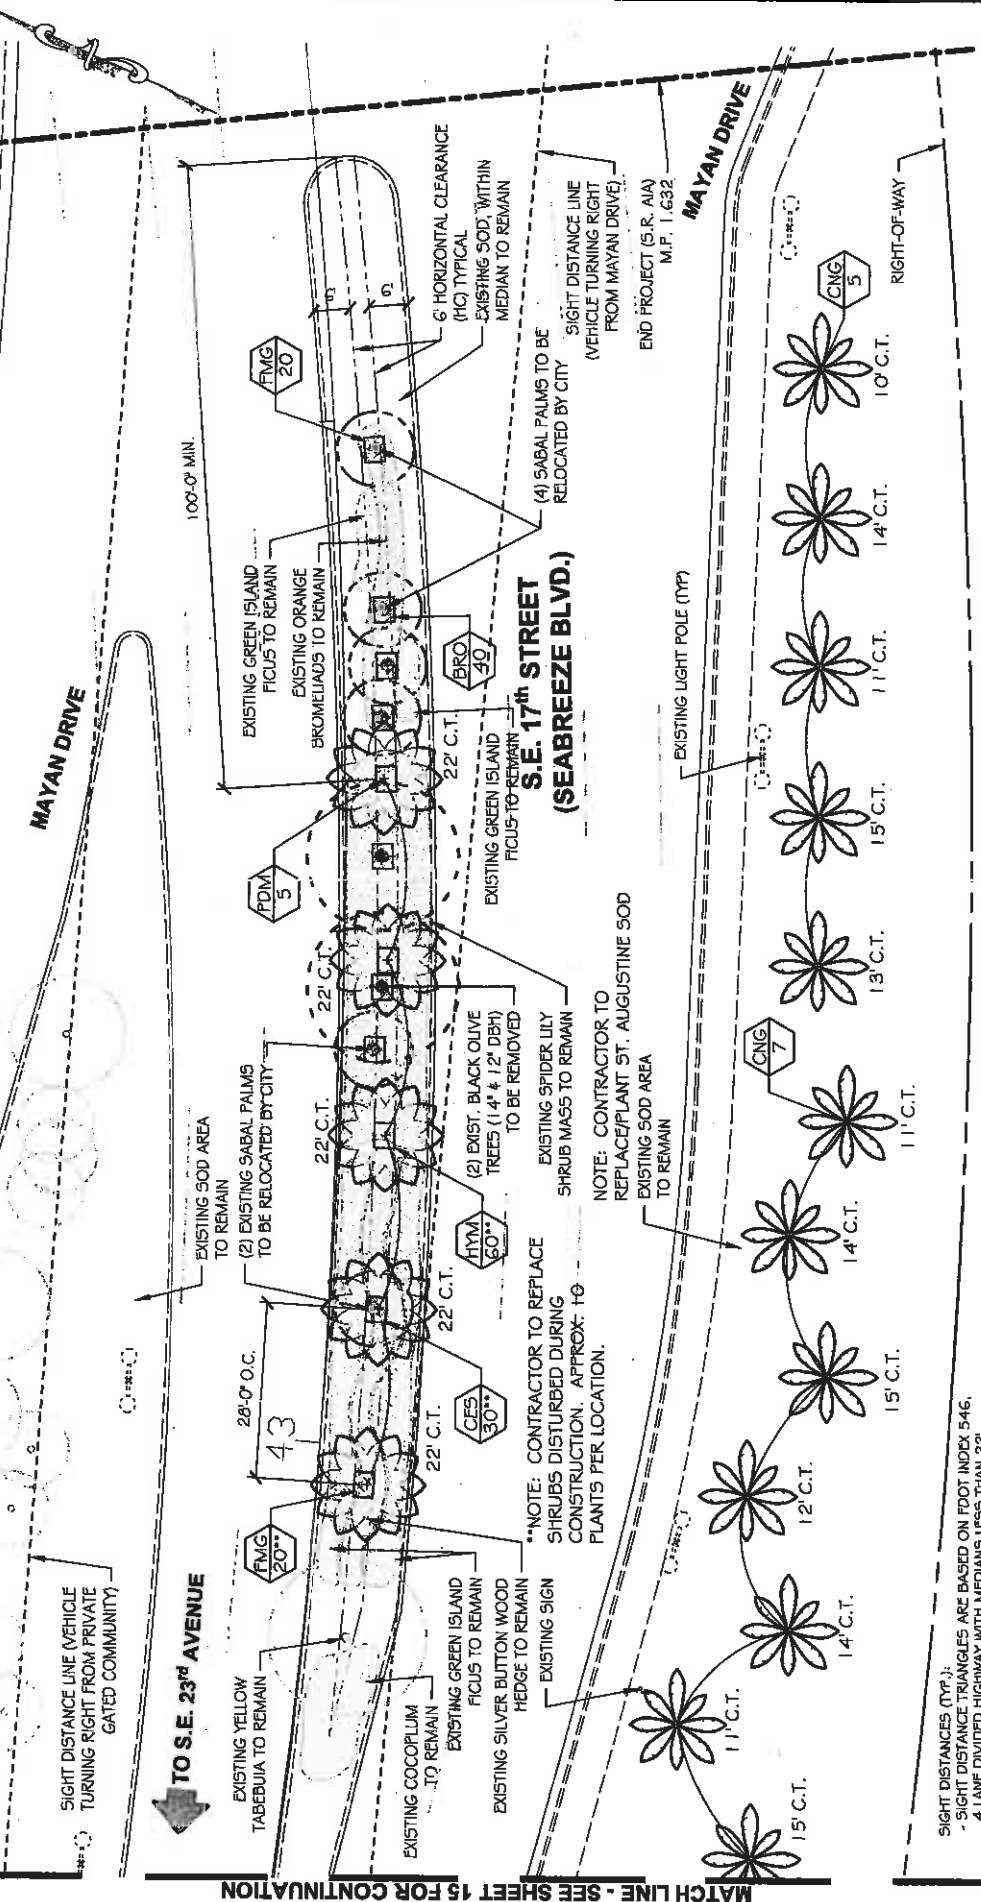 MAYAN DRIVE
SIGHT DISTANCE LINE (VEHICLE
TURNING RIGHT FROM PRIVATE
GATED COMMUNITY)
TO S.E. 23rd AVENUE
EXISTING SOD AREA
TO REMAIN
(2) EXISTING SABAL PALMS
TO BE RELOCATED BY CITY
28'-0" O.C.
43
100'-0" MIN.
EXISTING GREEN ISLAND
FICUS TO REMAIN
EXISTING ORANGE
BROMELIADS TO REMAIN
FMG
20
PDM
5
FMG
20**
EXISTING YELLOW
TABEBUIA TO REMAIN
22' C.T.
22' C.T.
22' C.T.
22' C.T.
22' C.T.
6'
6'
6' HORIZONTAL CLEARANCE
(HC) TYPICAL
EXISTING SOD, WITHIN
MEDIAN TO REMAIN
SIGHT DISTANCE LINE
(VEHICLE TURNING RIGHT
FROM MAYAN DRIVE)
END PROJECT (S.R. A1A)
M.P. 1.632
MAYAN DRIVE
(4) SABAL PALMS TO BE
RELOCATED BY CITY
BRO
40
S.E. 17th STREET
(SEABREEZE BLVD.)
EXISTING GREEN ISLAND
FICUS TO REMAIN
(2) EXIST. BLACK OLIVE
TREES (14" & 12" DBH)
TO BE REMOVED
EXISTING SPIDER LILY
SHRUB MASS TO REMAIN
NOTE: CONTRACTOR TO
REPLACE/PLANT ST. AUGUSTINE SOD
EXISTING SOD AREA
TO REMAIN
HYM
60**
CES
30**
**NOTE: CONTRACTOR TO REPLACE
SHRUBS DISTURBED DURING
CONSTRUCTION. APPROX. 10
PLANTS PER LOCATION.
EXISTING COCOPLUM
TO REMAIN
EXISTING GREEN ISLAND
FICUS TO REMAIN
EXISTING SILVER BUTTON WOOD
HEDGE TO REMAIN
EXISTING SIGN
EXISTING LIGHT POLE (TYP)
CNG
5
CNG
7
RIGHT-OF-WAY
15' C.T.
11' C.T.
14' C.T.
12' C.T.
15' C.T.
14' C.T.
11' C.T.
13' C.T.
15' C.T.
11' C.T.
14' C.T.
10' C.T.
SIGHT DISTANCES (TYP.):
- SIGHT DISTANCE TRIANGLES ARE BASED ON FDOT INDEX 546,
4 LANE DIVIDED HIGHWAY WITH MEDIANS LESS THAN 22'
MATCH LINE - SEE SHEET 15 FOR CONTINUATION